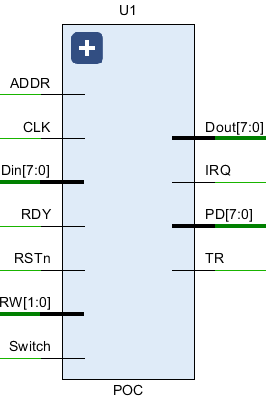 U1
ADDR
CLK
Din[7:0]
RDY
RSTn
RW[1:0]
Switch
Dout[7:0]
IRQ
PD[7:0]
TR
POC